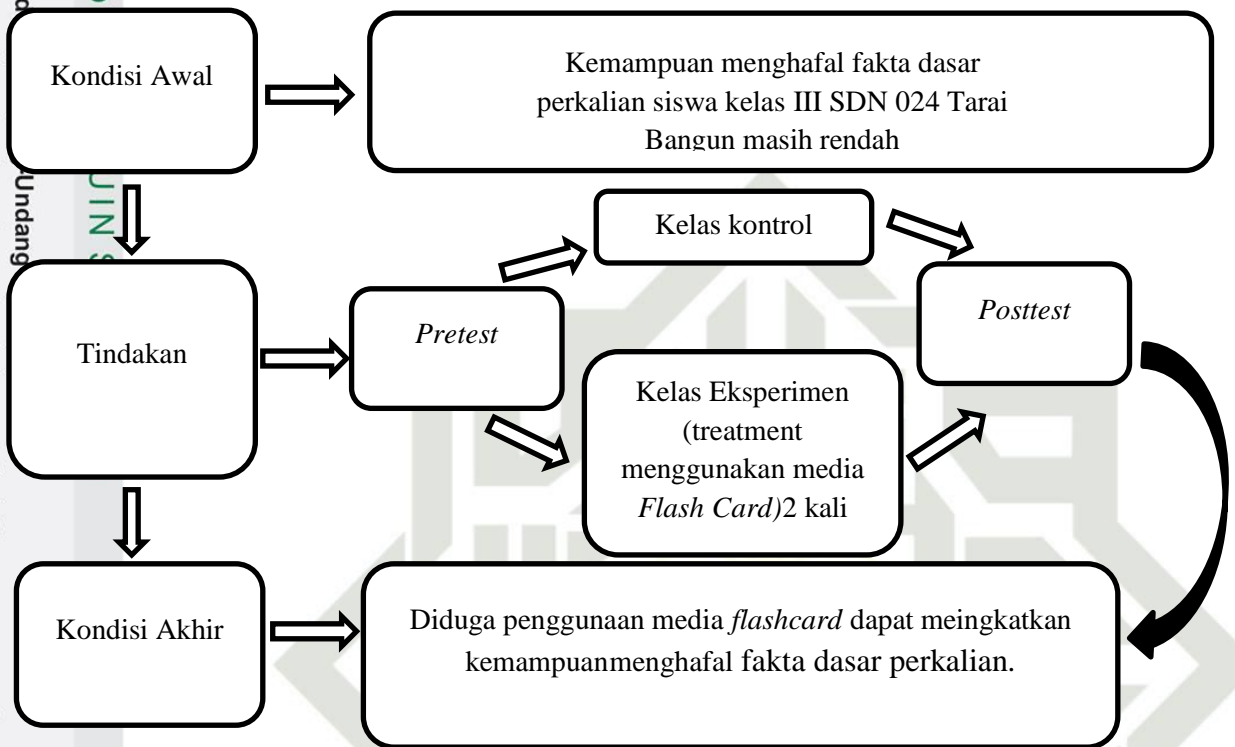 Kondisi Awal
Kemampuan menghafal fakta dasar
perkalian siswa kelas III SDN 024 Tarai
Bangun masih rendah
Undang
UIN S
Kelas kontrol
Tindakan
Pretest
Posttest
Kelas Eksperimen
(treatment
menggunakan media
Flash Card)2 kali
Kondisi Akhir
Diduga penggunaan media flashcard dapat meingkatkan
kemampuanmenghafal fakta dasar perkalian.